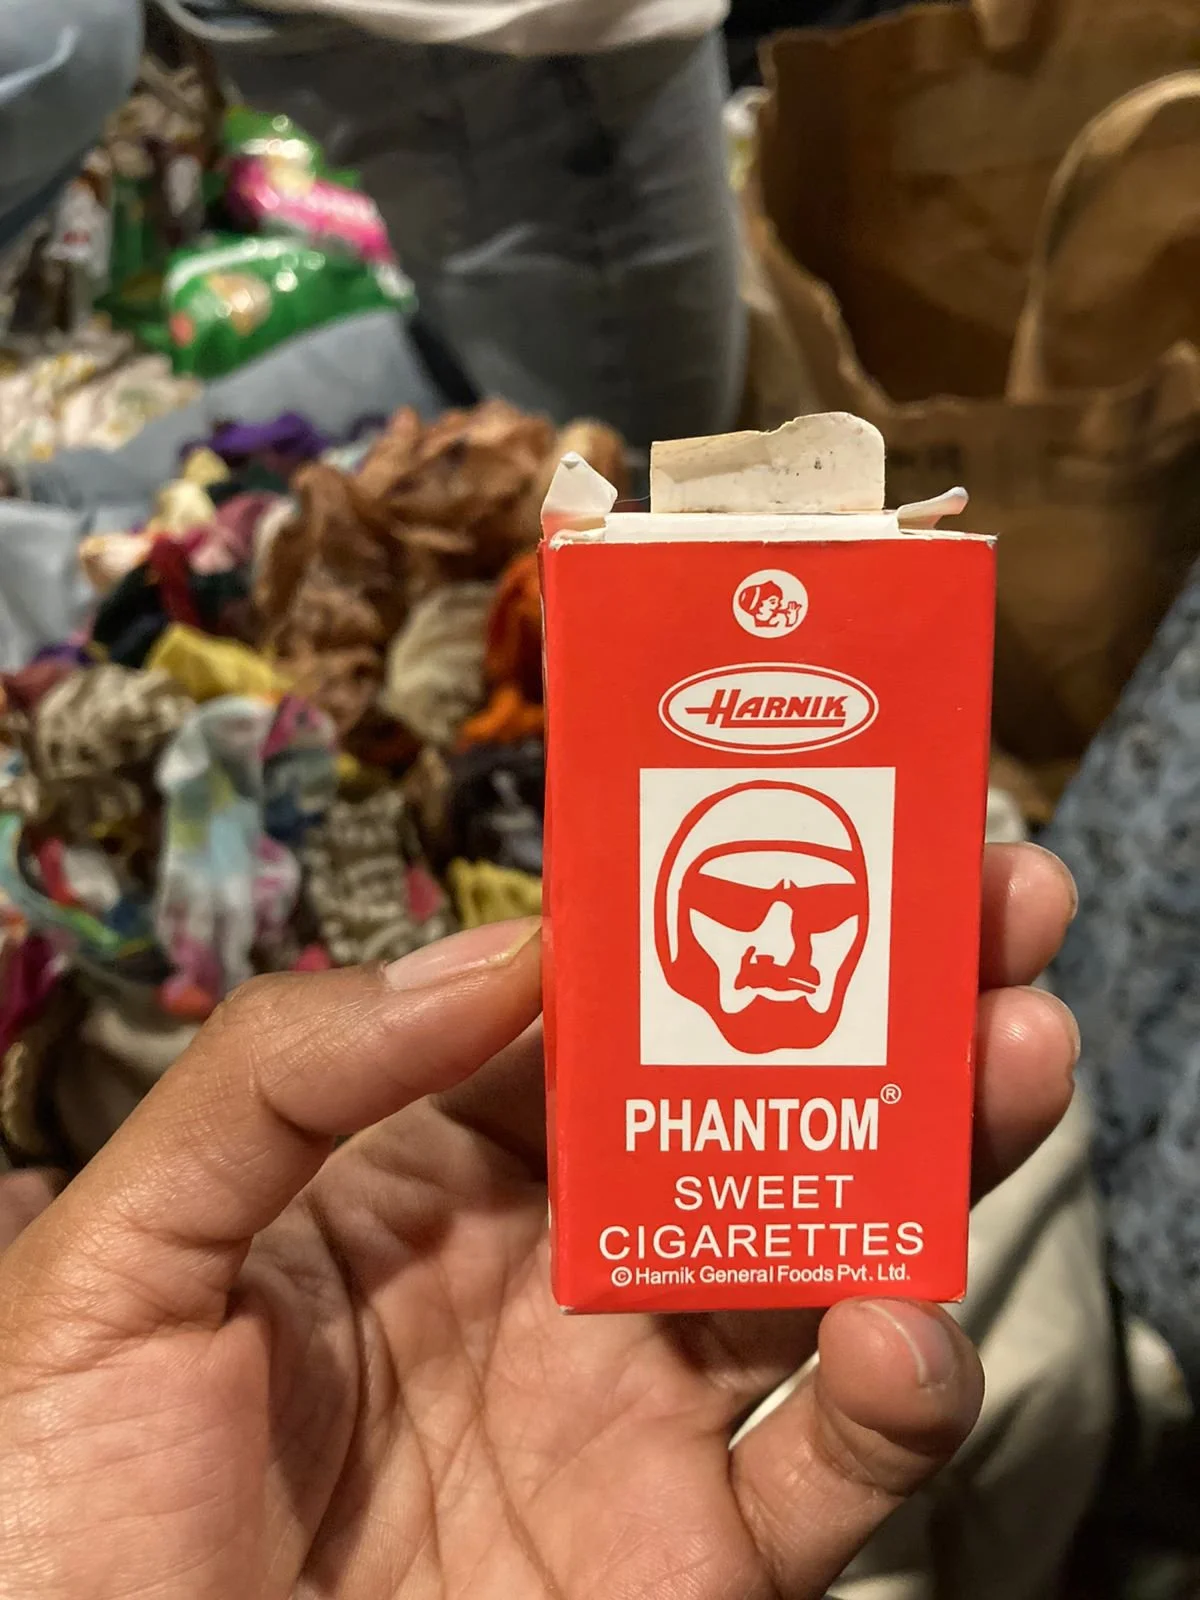 HARNIK
PHANTOM®
SWEET
CIGARETTES
© Harnik General Foods Pvt. Ltd.